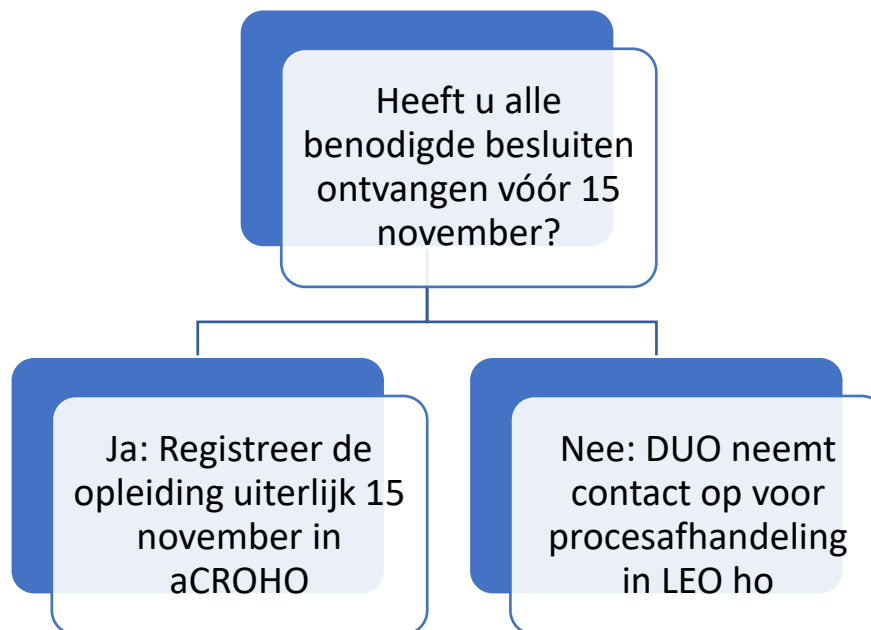 Heeft u alle
benodigde besluiten
ontvangen vóór 15
november?
Ja: Registreer de
opleiding uiterlijk 15
november in
aCROHO
Nee: DUO neemt
contact op voor
procesafhandeling
in LEO ho